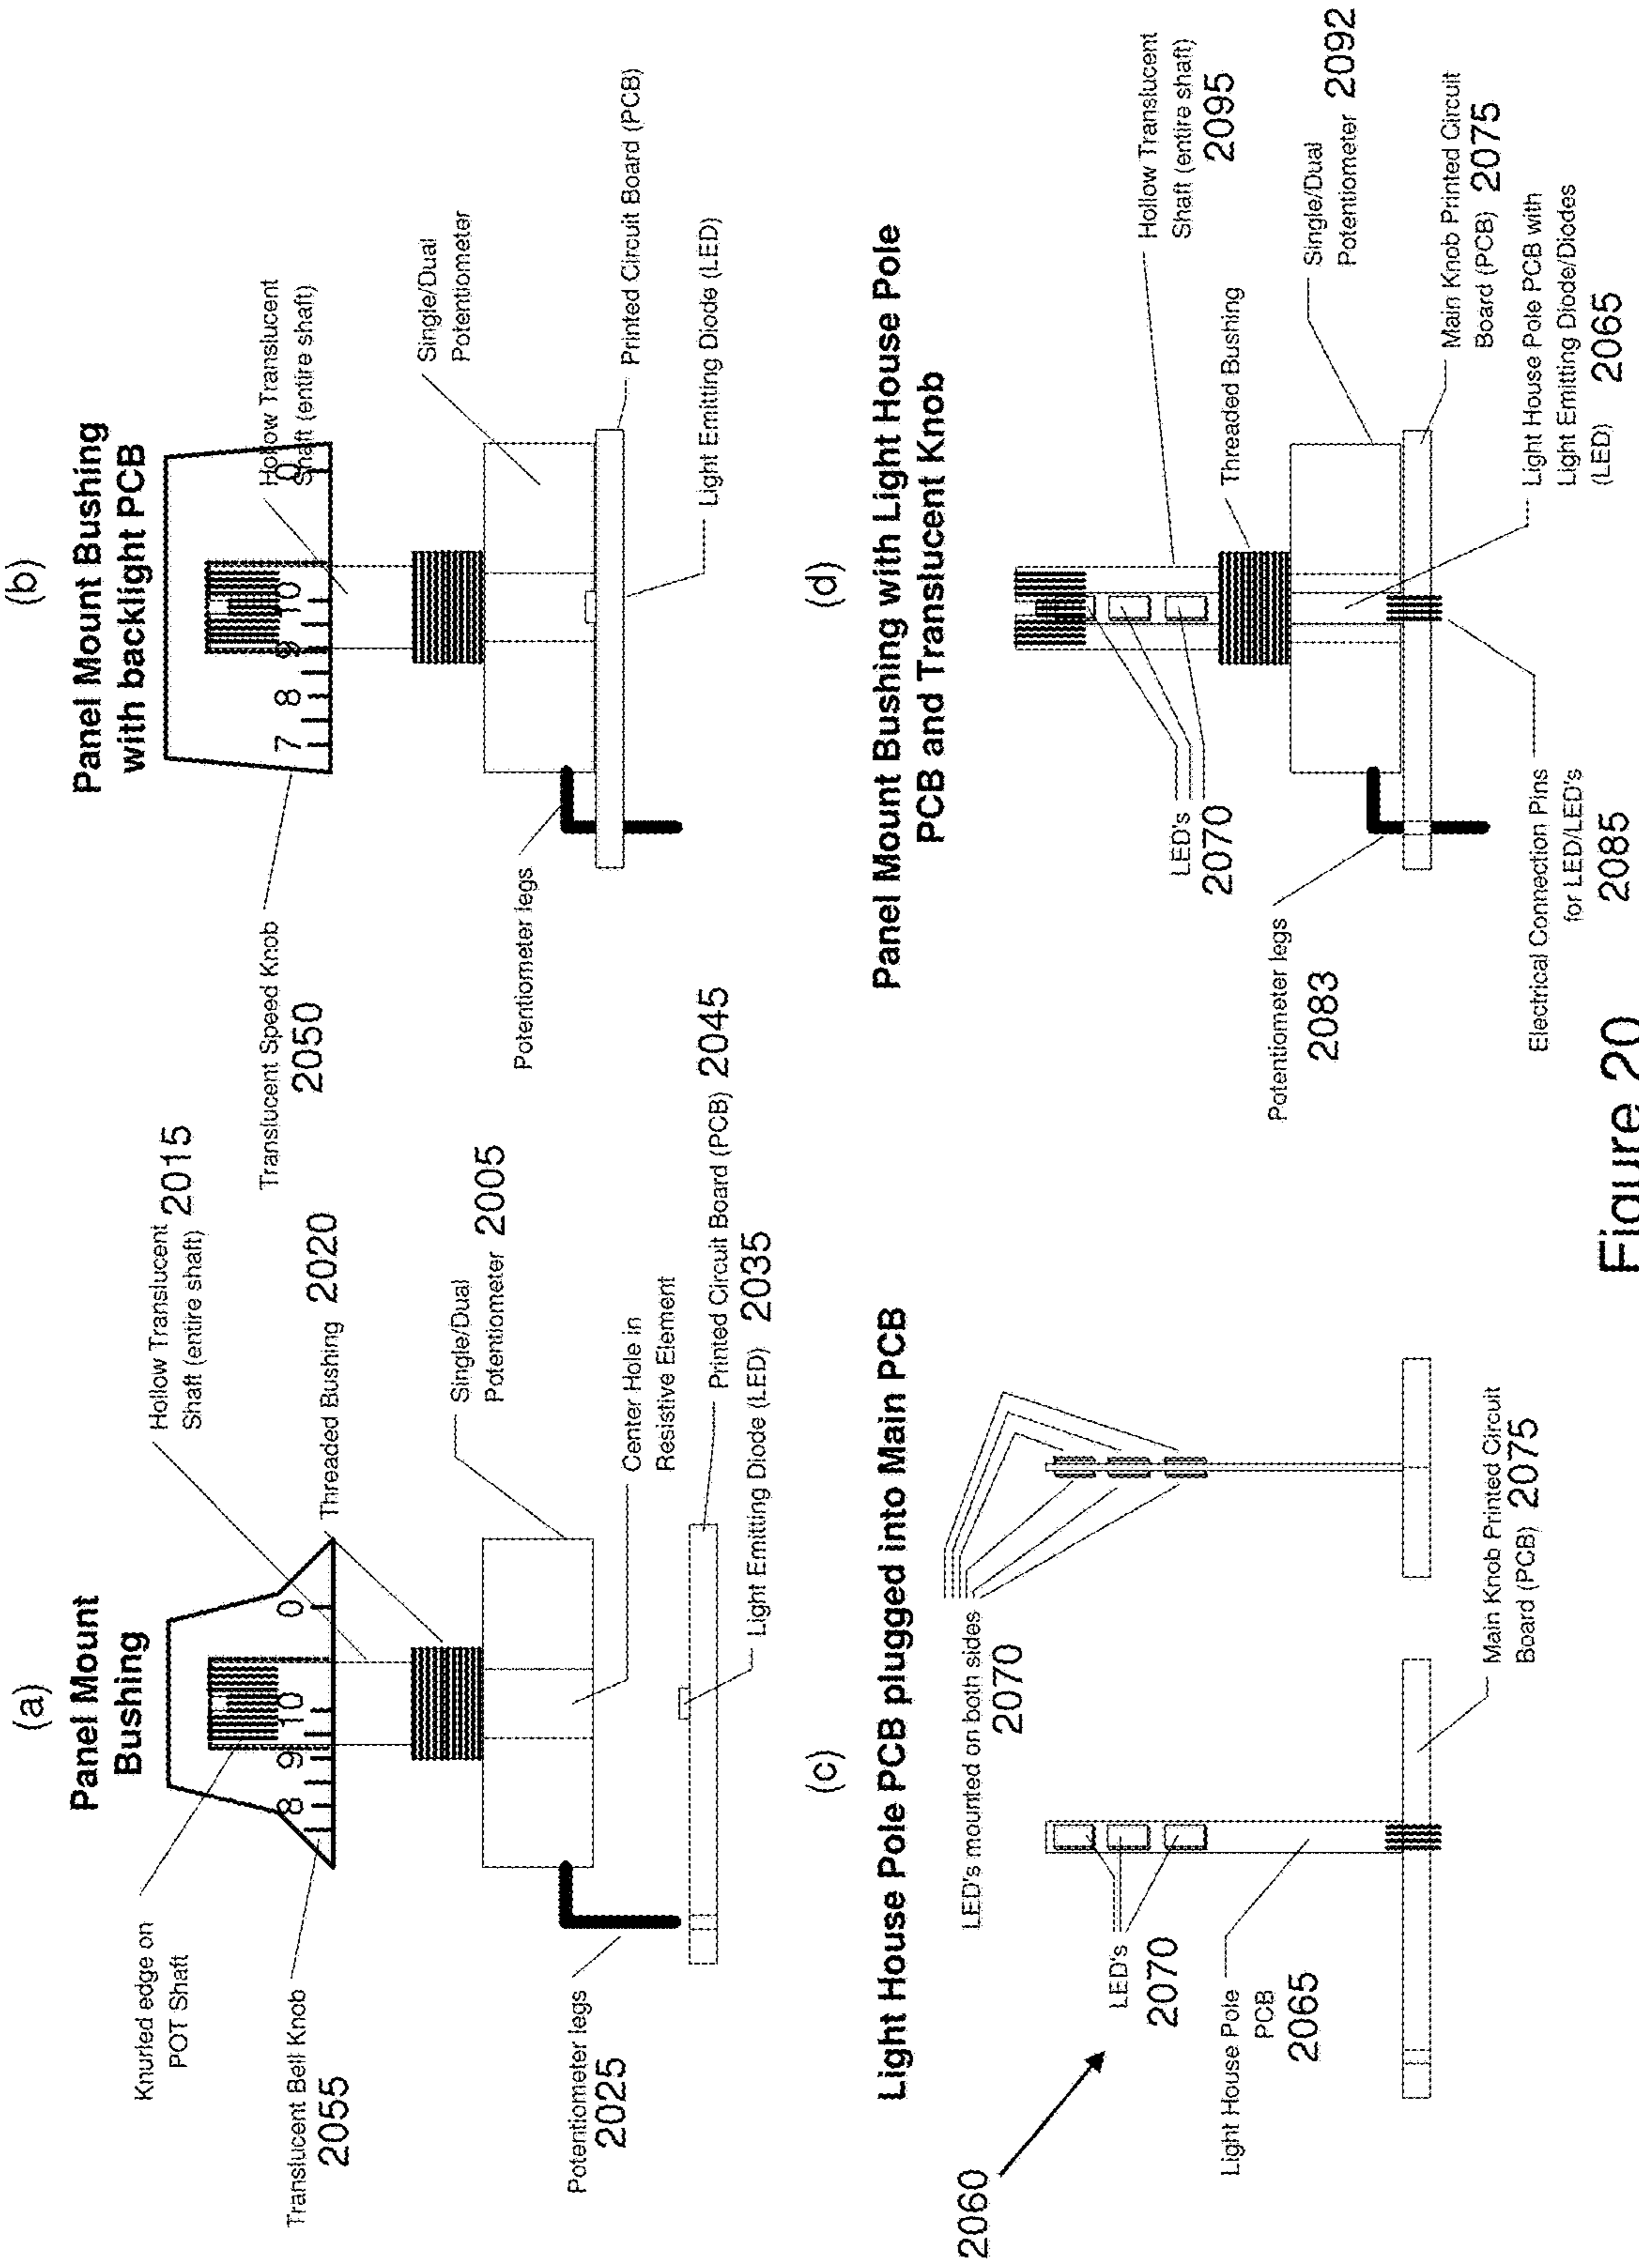 (a)
Panel Mount
Bushing
Knurled edge on
POT Shaft
Translucent Bell Knob
2055
8
9
10
0
Hollow Translucent
Shaft (entire shaft) 2015
Threaded Bushing 2020
Single/Dual
Potentiometer 2005
Center Hole in
Resistive Element
Potentiometer legs
2025
Printed Circuit Board (PCB) 2045
Light Emitting Diode (LED) 2035
(b)
Panel Mount Bushing
with backlight PCB
Translucent Speed Knob
2050
7
8
9
10
0
Hollow Translucent
Shaft (entire shaft)
Single/Dual
Potentiometer
Potentiometer legs
Printed Circuit Board (PCB)
Light Emitting Diode (LED)
(c)
Light House Pole PCB plugged into Main PCB
2060
LED's mounted on both sides
2070
LED's
2070
Light House Pole
PCB
2065
Main Knob Printed Circuit
Board (PCB) 2075
(d)
Panel Mount Bushing with Light House Pole
PCB and Translucent Knob
Hollow Translucent
Shaft (entire shaft)
2095
LED's
2070
Threaded Bushing
Single/Dual
Potentiometer 2092
Potentiometer legs
2083
Main Knob Printed Circuit
Board (PCB) 2075
Light House Pole PCB with
Light Emitting Diode/Diodes
(LED) 2065
Electrical Connection Pins
for LED/LED's
2085
Figure 20